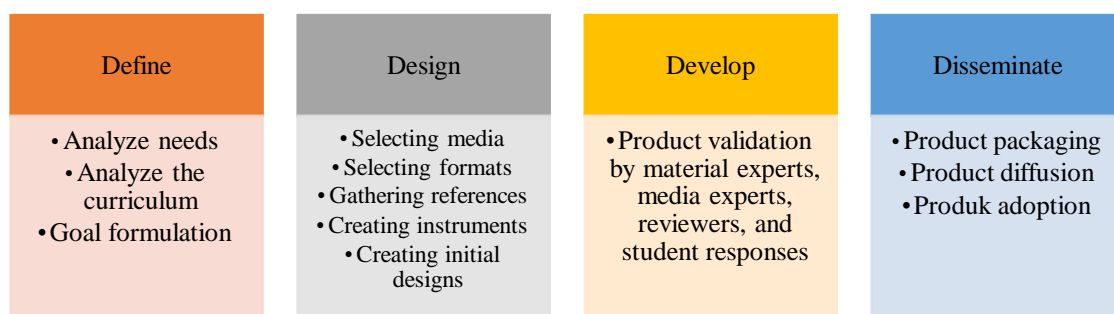 Define
• Analyze needs
• Analyze the
curriculum
• Goal formulation
Design
• Selecting media
• Selecting formats
• Gathering references
• Creating instruments
• Creating initial
designs
Develop
• Product validation
by material experts,
media experts,
reviewers, and
student responses
Disseminate
• Product packaging
• Product diffusion
• Produk adoption